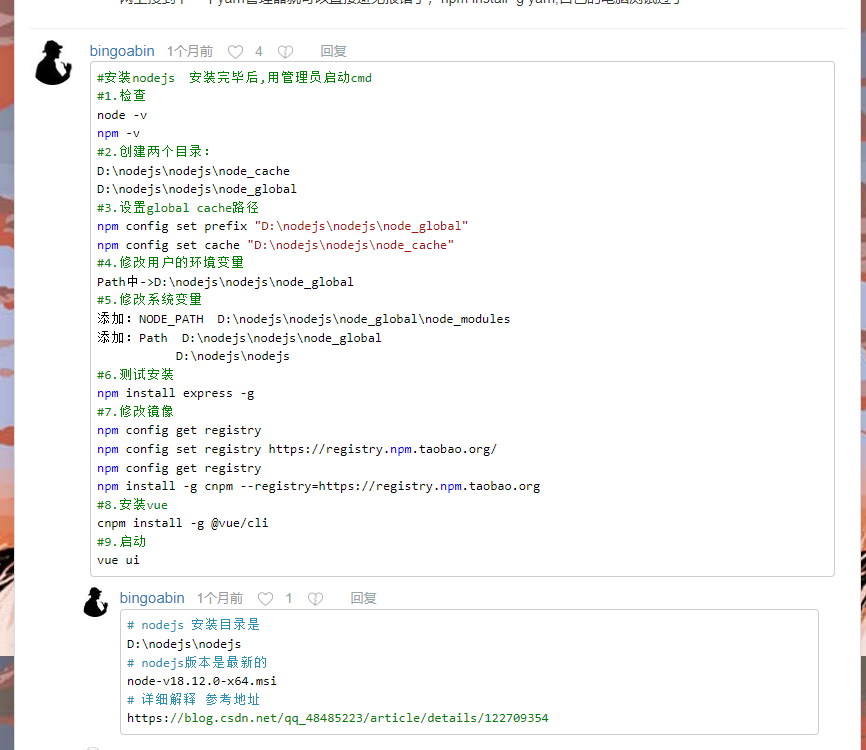 bingoabin 1个月前 4 回复
#安装nodejs 安装完毕后,用管理员启动cmd
#1.检查
node -v
npm -v
#2.创建两个目录:
D:\nodejs\nodejs\node_cache
D:\nodejs\nodejs\node_global
#3.设置global cache路径
npm config set prefix "D:\nodejs\nodejs\node_global"
npm config set cache "D:\nodejs\nodejs\node_cache"
#4.修改用户的环境变量
Path中->D:\nodejs\nodejs\node_global
#5.修改系统变量
添加: NODE_PATH D:\nodejs\nodejs\node_global\node_modules
添加: Path D:\nodejs\nodejs\node_global
D:\nodejs\nodejs
#6.测试安装
npm install express -g
#7.修改镜像
npm config get registry
npm config set registry https://registry.npm.taobao.org/
npm config get registry
npm install -g cnpm --registry=https://registry.npm.taobao.org
#8.安装vue
cnpm install -g @vue/cli
#9.启动
vue ui
bingoabin 1个月前 1 回复
# nodejs 安装目录是
D:\nodejs\nodejs
# nodejs版本是最新的
node-v18.12.0-x64.msi
# 详细解释 参考地址
https://blog.csdn.net/qq_48485223/article/details/122709354